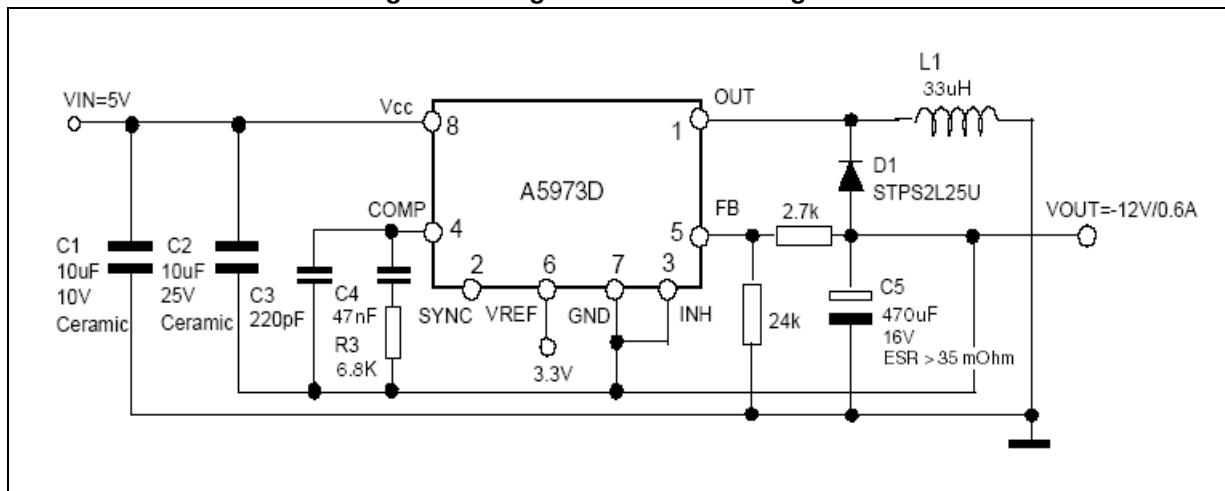 VIN=5V
Vcc
8
A5973D
OUT
1
L1
33uH
D1
STPS2L25U
COMP
4
FB
5
2.7k
VOUT=-12V/0.6A
C1
10uF
10V
Ceramic
C2
10uF
25V
Ceramic
C3
220pF
C4
47nF
R3
6.8K
2
SYNC
6
VREF
7
GND
3
INH
3.3V
24k
C5
470uF
16V
ESR > 35 mOhm